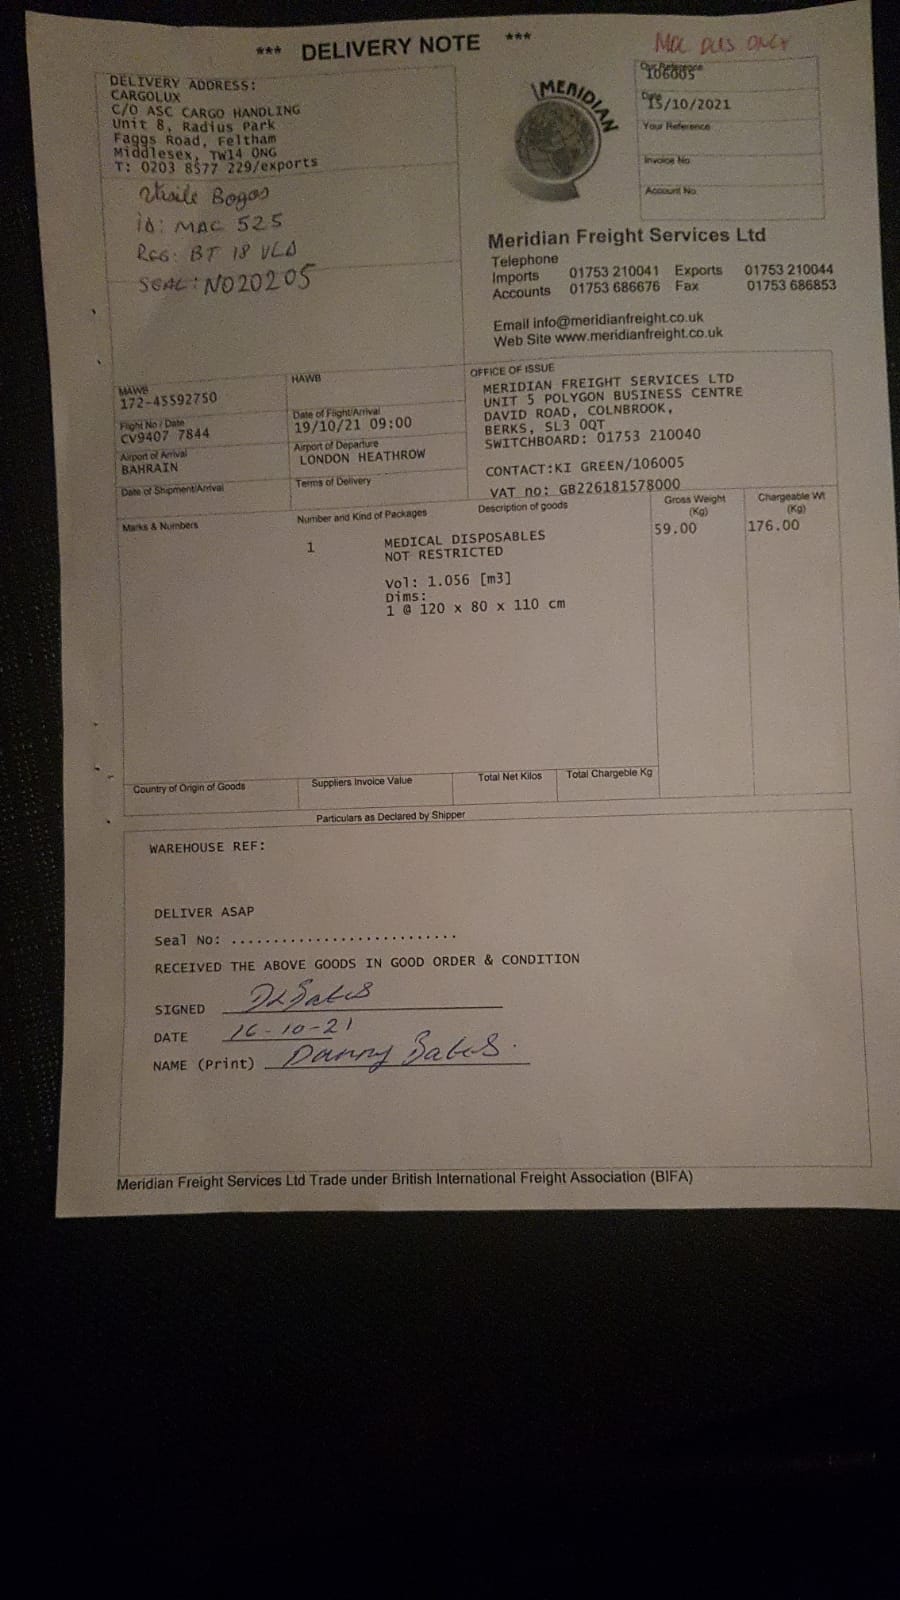 *** DELIVERY NOTE ***
DELIVERY ADDRESS:
CARGOLUX
C/O ASC CARGO HANDLING
Unit 8, Radius Park
Faggs Road, Feltham
Middlesex, TW14 0NG
T: 0203 8577 229/exports
Bogos
iD: MAC 525
REG: BT 18 VLD
SEAL: NO20205
ONLY
Our Reference
106005
Date
15/10/2021
Your Reference
Invoice No
Account No
MERIDIAN
Meridian Freight Services Ltd
Telephone
Imports 01753 210041 Exports 01753 210044
Accounts 01753 686676 Fax 01753 686853
Email info@meridianfreight.co.uk
Web Site www.meridianfreight.co.uk
MAWB
172-45592750
HAWB
Flight No / Date
CV9407 7844
Date of Flight/Arrival
19/10/21 09:00
Airport of Arrival
BAHRAIN
Airport of Departure
LONDON HEATHROW
Date of Shipment/Arrival
Terms of Delivery
OFFICE OF ISSUE
MERIDIAN FREIGHT SERVICES LTD
UNIT 5 POLYGON BUSINESS CENTRE
DAVID ROAD, COLNBROOK,
BERKS, SL3 0QT
SWITCHBOARD: 01753 210040
CONTACT:KI GREEN/106005
VAT no: GB226181578000
Marks & Numbers
Number and Kind of Packages
Description of goods
Gross Weight
(Kg)
Chargeable Wt
(Kg)
1
MEDICAL DISPOSABLES
NOT RESTRICTED
59.00
176.00
Vol: 1.056 [m3]
Dims:
1 @ 120 x 80 x 110 cm
Country of Origin of Goods
Suppliers Invoice Value
Total Net Kilos
Total Chargeble Kg
Particulars as Declared by Shipper
WAREHOUSE REF:
DELIVER ASAP
Seal No: ...........................
RECEIVED THE ABOVE GOODS IN GOOD ORDER & CONDITION
SIGNED
DATE 16-10-21
NAME (Print) Danny Bates.
Meridian Freight Services Ltd Trade under British International Freight Association (BIFA)